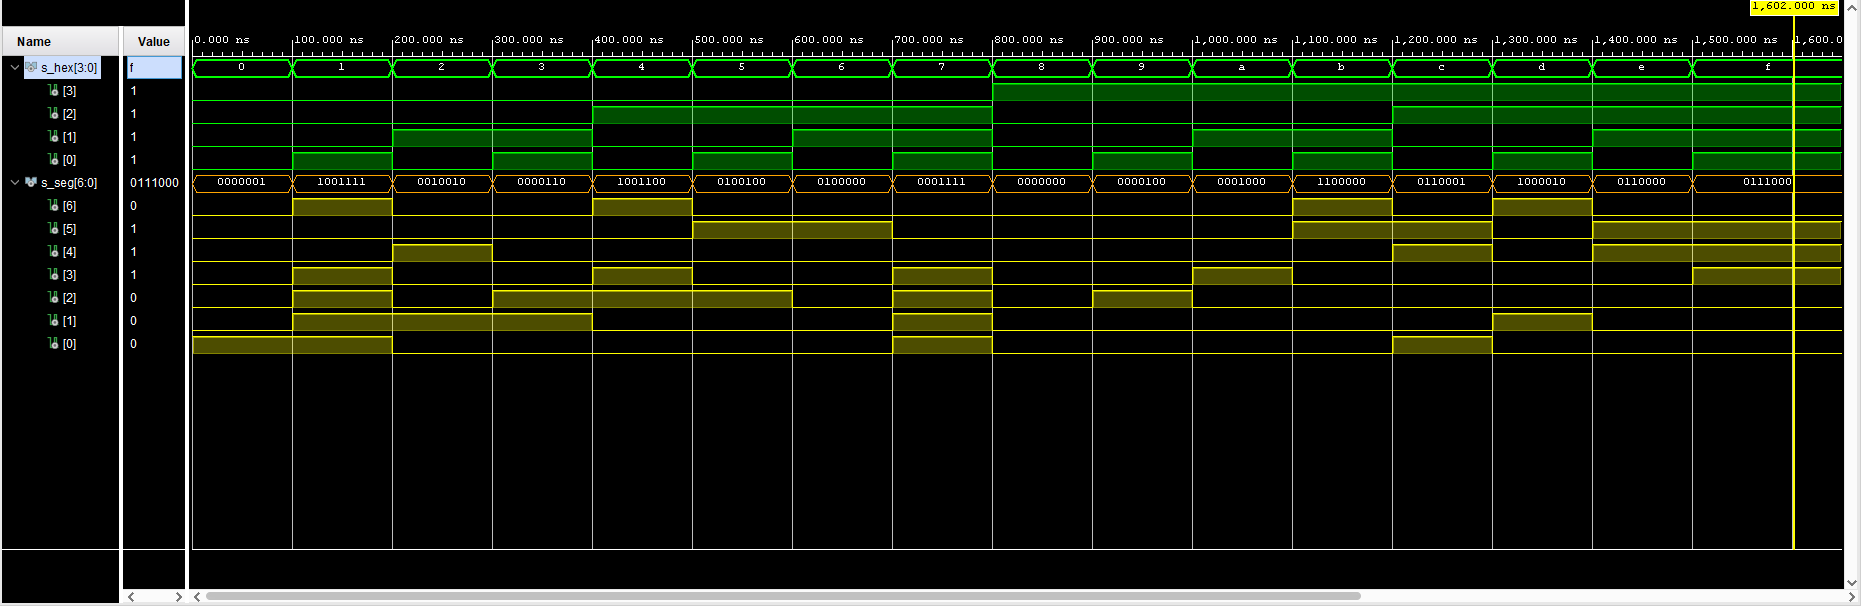 1,602.000 ns
Name Value
0.000 ns 100.000 ns 200.000 ns 300.000 ns 400.000 ns 500.000 ns 600.000 ns 700.000 ns 800.000 ns 900.000 ns 1,000.000 ns 1,100.000 ns 1,200.000 ns 1,300.000 ns 1,400.000 ns 1,500.000 ns 1,600.0
s_hex[3:0] f 0 1 2 3 4 5 6 7 8 9 a b c d e f
[3] 1
[2] 1
[1] 1
[0] 1
s_seg[6:0] 0111000 0000001 1001111 0010010 0000110 1001100 0100100 0100000 0001111 0000000 0000100 0001000 1100000 0110001 1000010 0110000 0111000
[6] 0
[5] 1
[4] 1
[3] 1
[2] 0
[1] 0
[0] 0